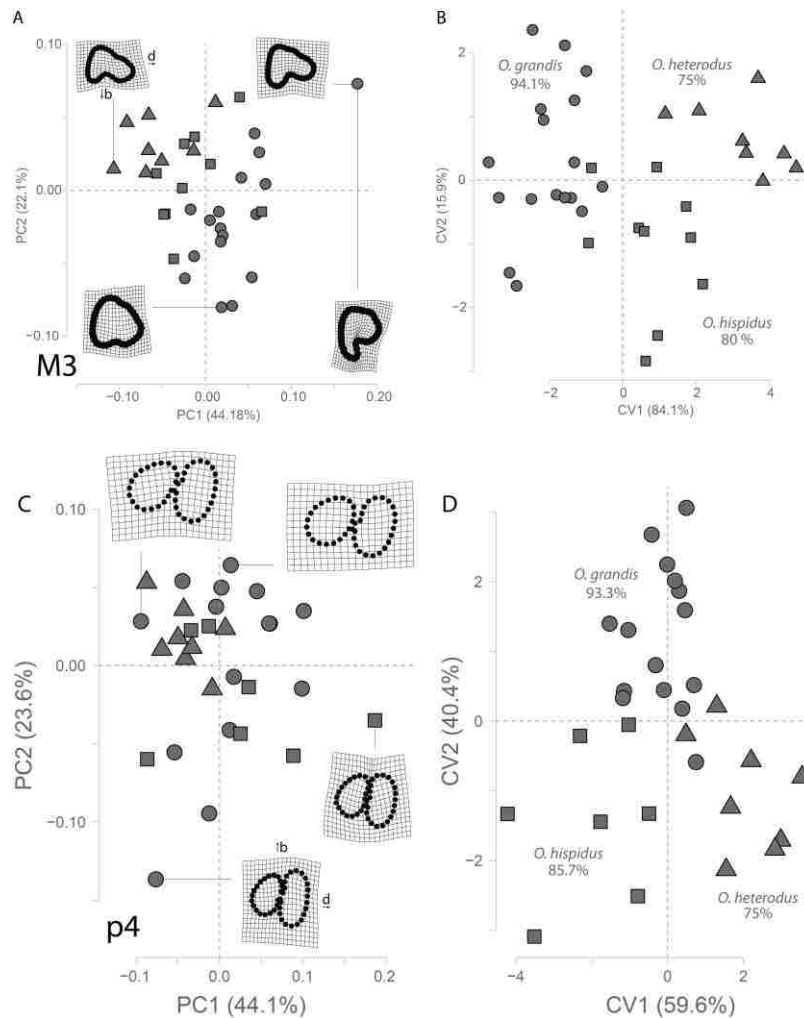 A
0.10
d
↓b
PC2 (22.1%)
0.00
−0.10
M3
−0.10
0.00
0.10
0.20
PC1 (44.18%)
B
2
O. grandis
94.1%
O. heterodus
75%
CV2 (15.9%)
0
−2
O. hispidus
80 %
−2
0
2
4
CV1 (84.1%)
C
0.10
PC2 (23.6%)
0.00
−0.10
↑b
d
p4
−0.1
0.0
0.1
0.2
PC1 (44.1%)
D
2
O. grandis
93.3%
CV2 (40.4%)
0
−2
O. hispidus
85.7%
O. heterodus
75%
−4
−2
0
2
CV1 (59.6%)